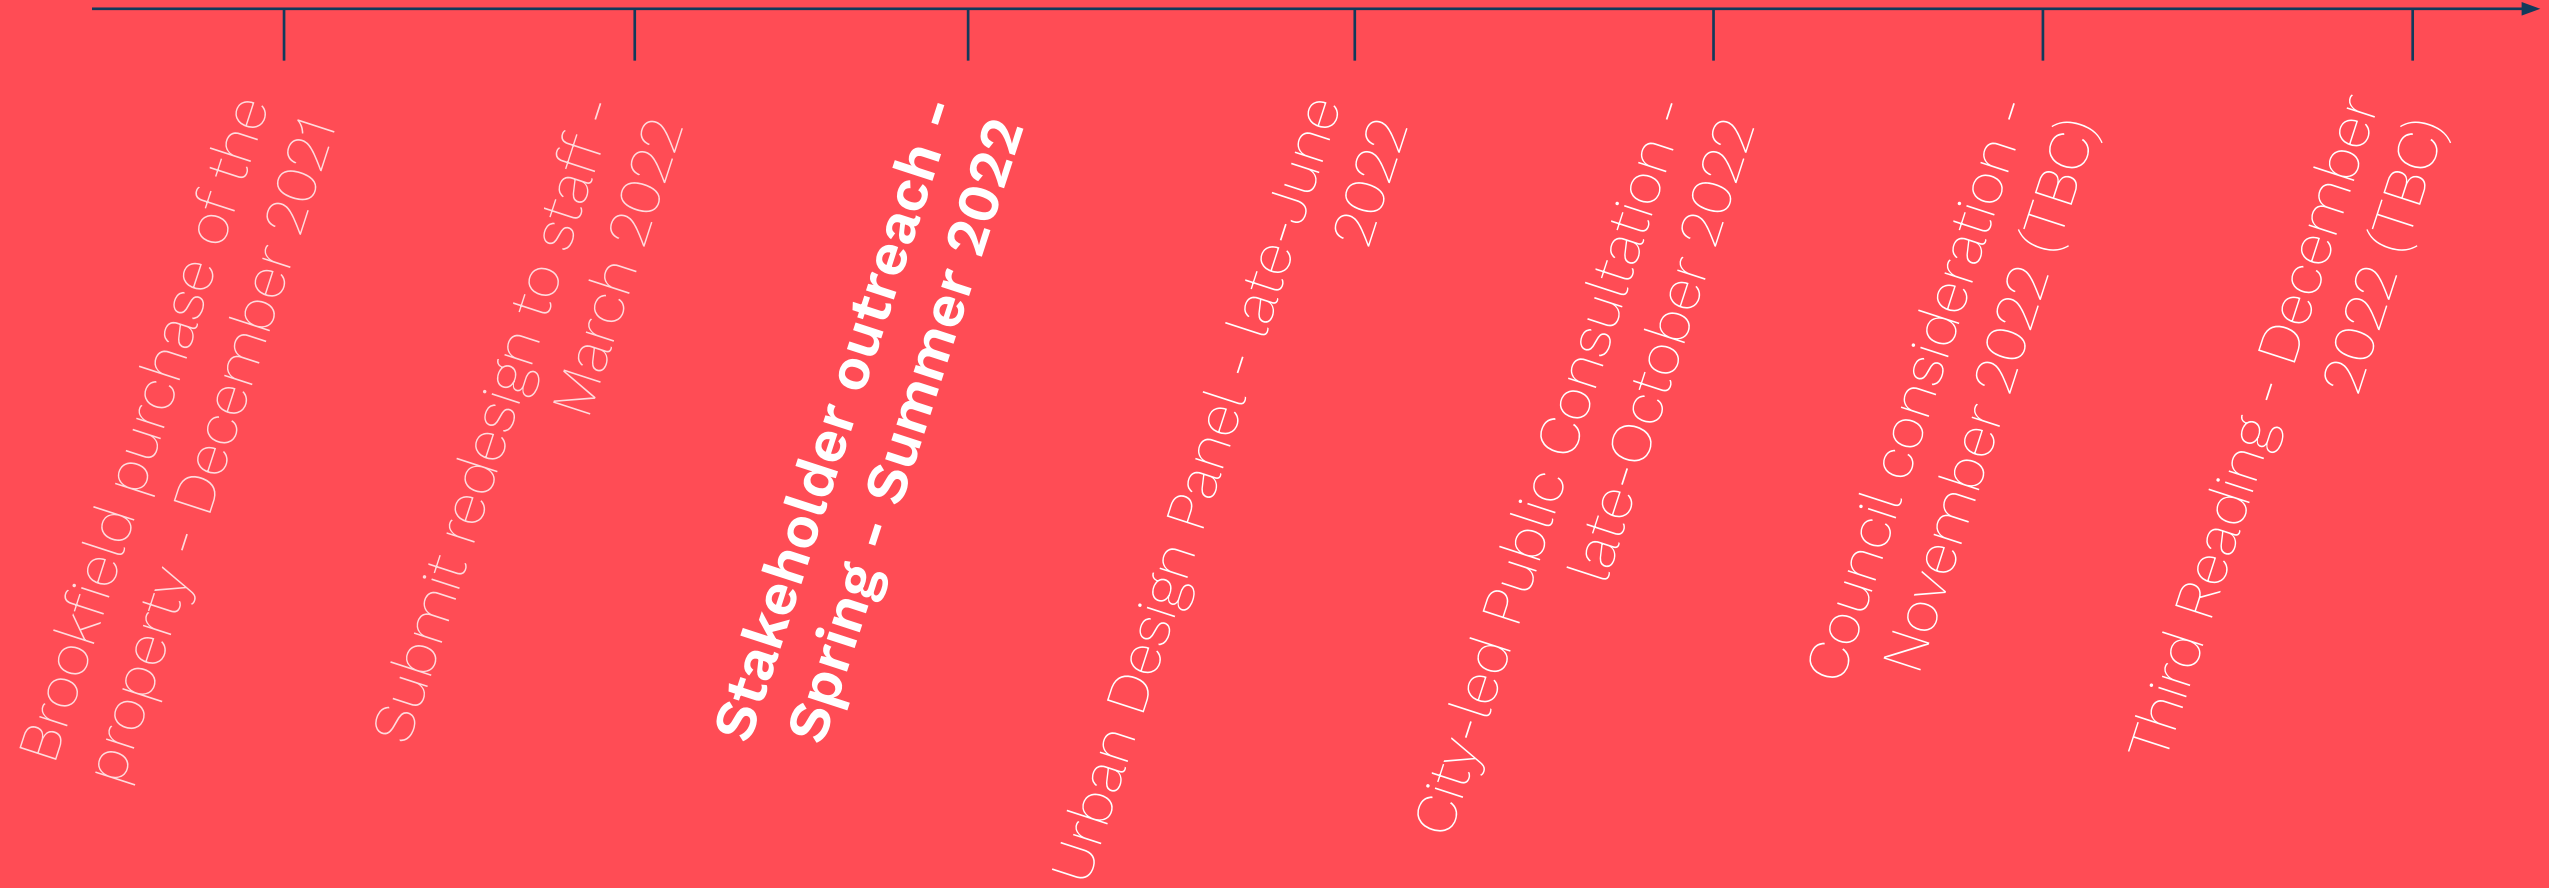 Brookfield purchase of the
property - December 2021
Submit redesign to staff -
March 2022
Stakeholder outreach -
Spring - Summer 2022
Urban Design Panel - late-June
2022
City-led Public Consultation -
late-October 2022
Council consideration -
November 2022 (TBC)
Third Reading - December
2022 (TBC)